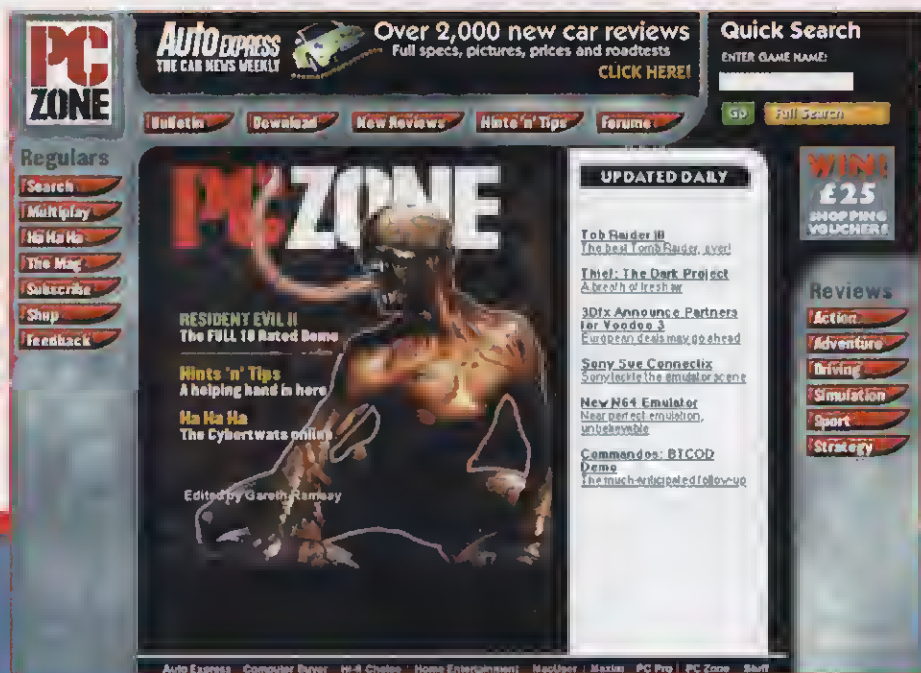 PC
ZONE
AUTO EXPRESS
THE CAR NEWS WEEKLY
Over 2,000 new car reviews
Full specs, pictures, prices and roadtests
CLICK HERE!
Quick Search
ENTER GAME NAME:
Go Full Search
Bulletin Download New Reviews Hints 'n' Tips Forums
Regulars
Search
Multiplay
Ha Ha Ha
The Mag
Subscribe
Shop
Feedback
PC ZONE
RESIDENT EVIL II
The FULL 18 Rated Demo
Hints 'n' Tips
A helping hand in here
Ha Ha Ha
The Cybertwats online
Edited by Gareth Ramsay
UPDATED DAILY
Tob Raider III
The best Tomb Raider, ever!
Thief: The Dark Project
A breath of fresh air
3Dfx Announce Partners
for Voodoo 3
European deals may go ahead
Sony Sue Connectix
Sony tackle the emulator scene
New N64 Emulator
Near perfect emulation,
unbelievable
Commandos: BTCOD
Demo
The much-anticipated follow-up
WIN!
£25
SHOPPING
VOUCHERS
Reviews
Action
Adventure
Driving
Simulation
Sport
Strategy
Auto Express Computer Buyer Hi-fi Choice Home Entertainment MacUser Maxim PC Pro PC Zone Stuff